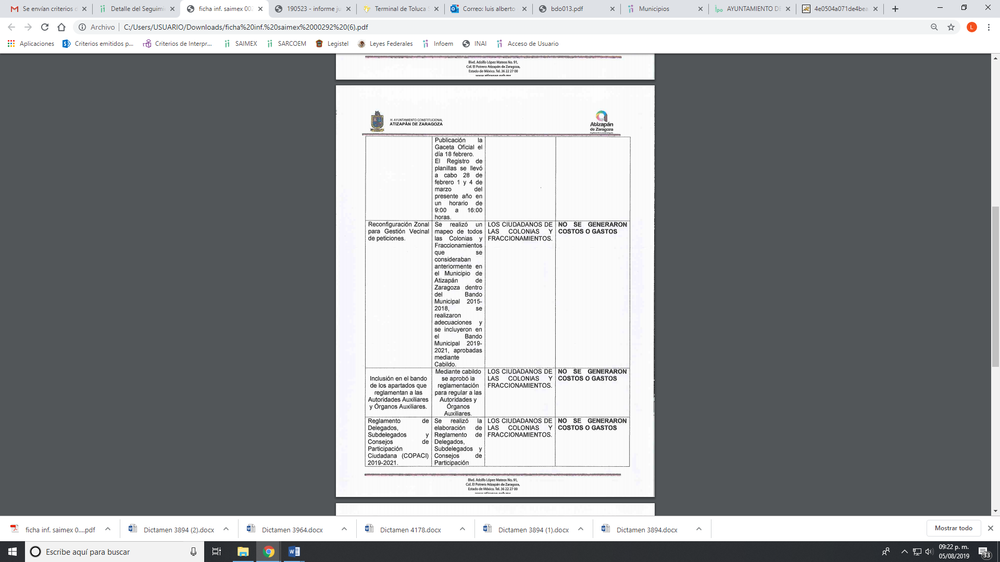 Se envían criterios d
Detalle del Seguimi
ficha inf. saimex 002
190523 - informe ju
Terminal de Toluca
Correo: luis alberto
bdo013.pdf
Municipios
AYUNTAMIENTO DE
4e0504a071de4bea
Archivo
C:/Users/USUARIO/Downloads/ficha%20inf.%20saimex%2000292%20(6).pdf
L
Aplicaciones
Criterios emitidos p...
Criterios de Interpr...
SAIMEX
SARCOEM
Legistel
Leyes Federales
Infoem
INAI
Acceso de Usuario
Blvd. Adolfo López Mateos No. 91,
Col. El Potrero Atizapán de Zaragoza,
Estado de México. Tel. 36 22 27 00
www.atizapan.gob.mx
H. AYUNTAMIENTO CONSTITUCIONAL
ATIZAPÁN DE ZARAGOZA
Atizapán
de Zaragoza
Publicación la
Gaceta Oficial el
día 18 febrero.
El Registro de
planillas se llevó
a cabo 28 de
febrero 1 y 4 de
marzo del
presente año en
un horario de
9:00 a 16:00
horas.
Reconfiguración Zonal
para Gestión Vecinal
de peticiones.
Se realizó un
mapeo de todos
las Colonias y
Fraccionamientos
que se
consideraban
anteriormente en
el Municipio de
Atizapán de
Zaragoza dentro
del Bando
Municipal 2015-
2018, se
realizaron
adecuaciones y
se incluyeron en
el Bando
Municipal 2019-
2021, aprobadas
mediante
Cabildo.
LOS CIUDADANOS DE
LAS COLONIAS Y
FRACCIONAMIENTOS.
NO SE GENERARON
COSTOS O GASTOS
Inclusión en el bando
de los apartados que
reglamentan a las
Autoridades Auxiliares
y Órganos Auxiliares.
Mediante cabildo
se aprobó la
reglamentación
para regular a las
Autoridades y
Órganos
Auxiliares.
LOS CIUDADANOS DE
LAS COLONIAS Y
FRACCIONAMIENTOS.
NO SE GENERARON
COSTOS O GASTOS
Reglamento de
Delegados,
Subdelegados y
Consejos de
Participación
Ciudadana (COPACI)
2019-2021.
Se realizó la
elaboración de
Reglamento de
Delegados,
Subdelegados y
Consejos de
Participación
LOS CIUDADANOS DE
LAS COLONIAS Y
FRACCIONAMIENTOS.
NO SE GENERARON
COSTOS O GASTOS
Blvd. Adolfo López Mateos No. 91,
Col. El Potrero Atizapán de Zaragoza,
Estado de México. Tel. 36 22 27 00
www.atizapan.gob.mx
ficha inf. saimex 0....pdf
Dictamen 3894 (2).docx
Dictamen 3964.docx
Dictamen 4178.docx
Dictamen 3894 (1).docx
Dictamen 3894.docx
Mostrar todo
Escribe aquí para buscar
09:22 p. m.
05/08/2019
33